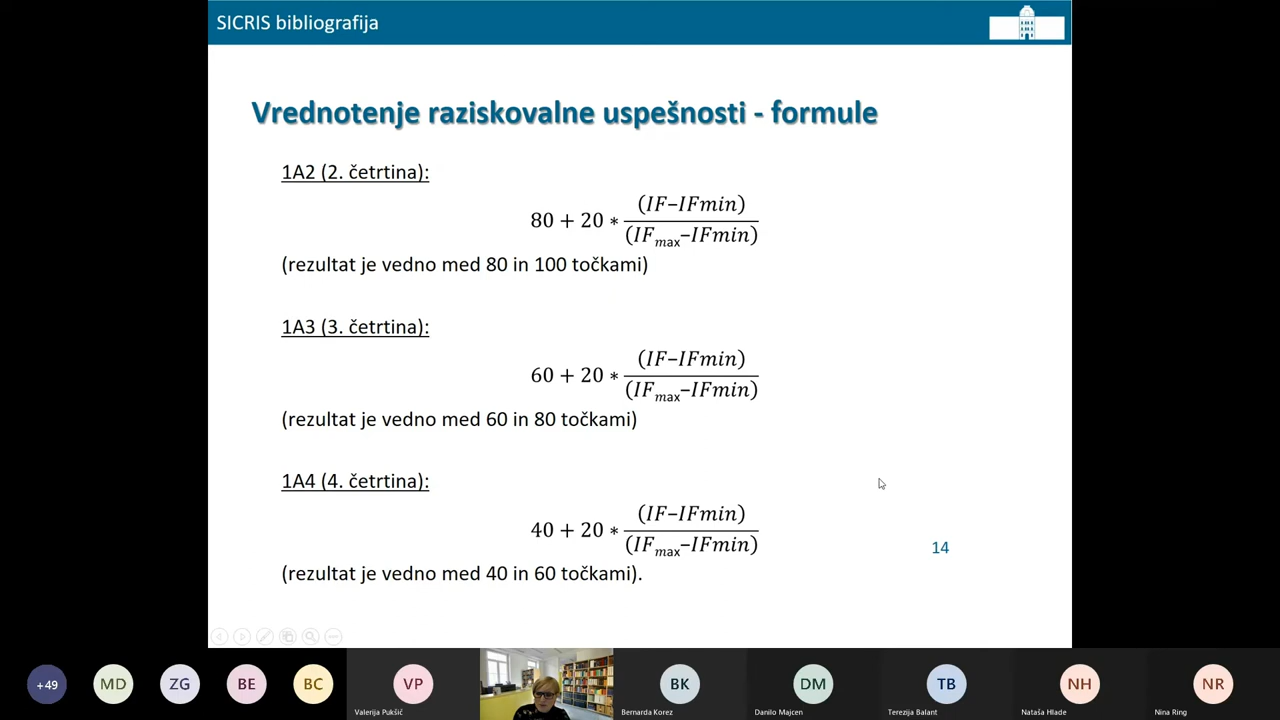 SICRIS bibliografija
Vrednotenje raziskovalne uspešnosti - formule
1A2 (2. četrtina):
80 + 20 * (IF–IFmin) / (IFmax–IFmin)
(rezultat je vedno med 80 in 100 točkami)
1A3 (3. četrtina):
60 + 20 * (IF–IFmin) / (IFmax–IFmin)
(rezultat je vedno med 60 in 80 točkami)
1A4 (4. četrtina):
40 + 20 * (IF–IFmin) / (IFmax–IFmin)
14
(rezultat je vedno med 40 in 60 točkami).
+49 MD ZG BE BC VP BK DM TB NH NR
Valerija Pukšič Bernarda Korez Danilo Majcen Terezija Balant Nataša Hlade Nina Ring